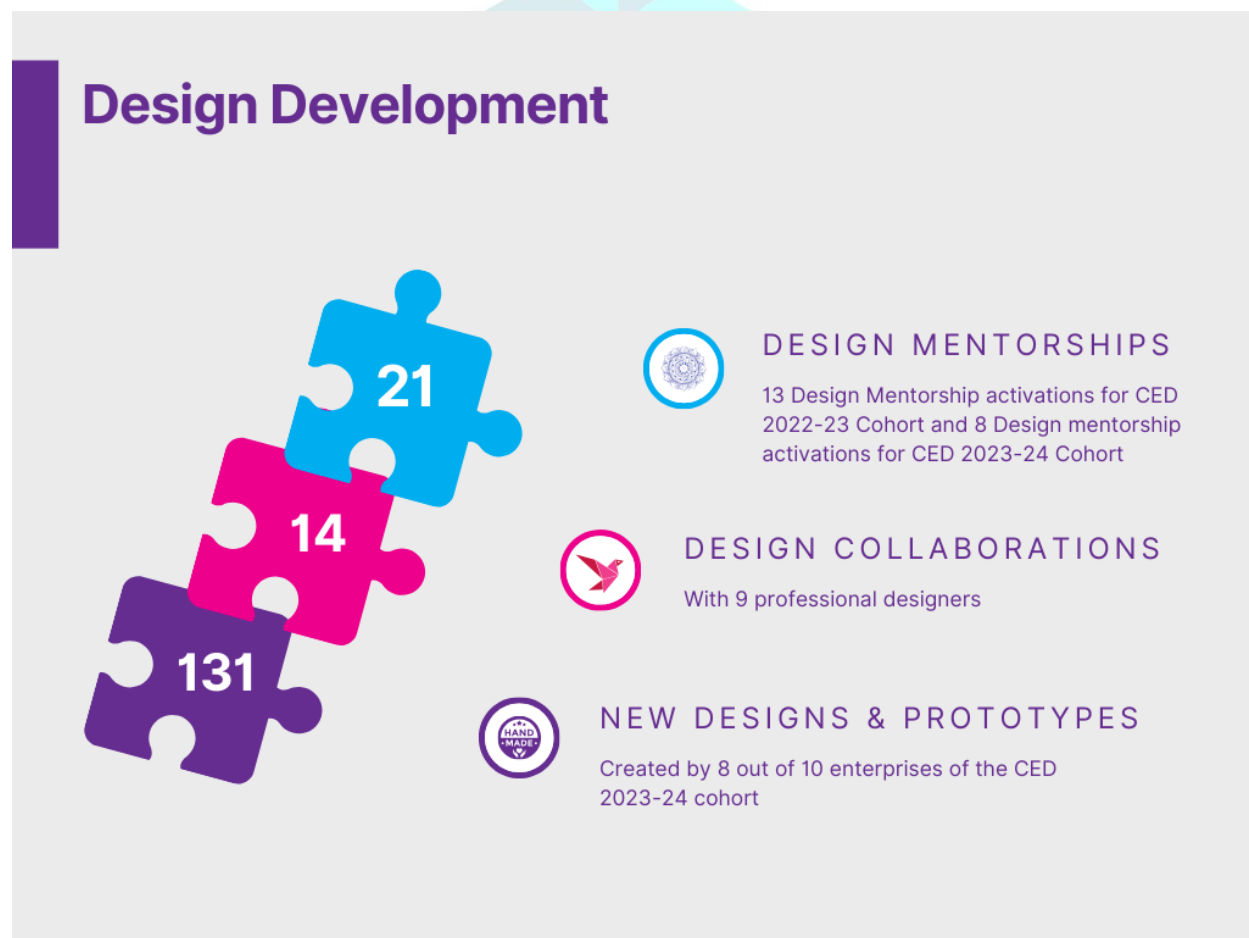 Design Development
21
DESIGN MENTORSHIPS
13 Design Mentorship activations for CED
2022-23 Cohort and 8 Design mentorship
activations for CED 2023-24 Cohort
14
DESIGN COLLABORATIONS
With 9 professional designers
131
HAND
MADE
NEW DESIGNS & PROTOTYPES
Created by 8 out of 10 enterprises of the CED
2023-24 cohort